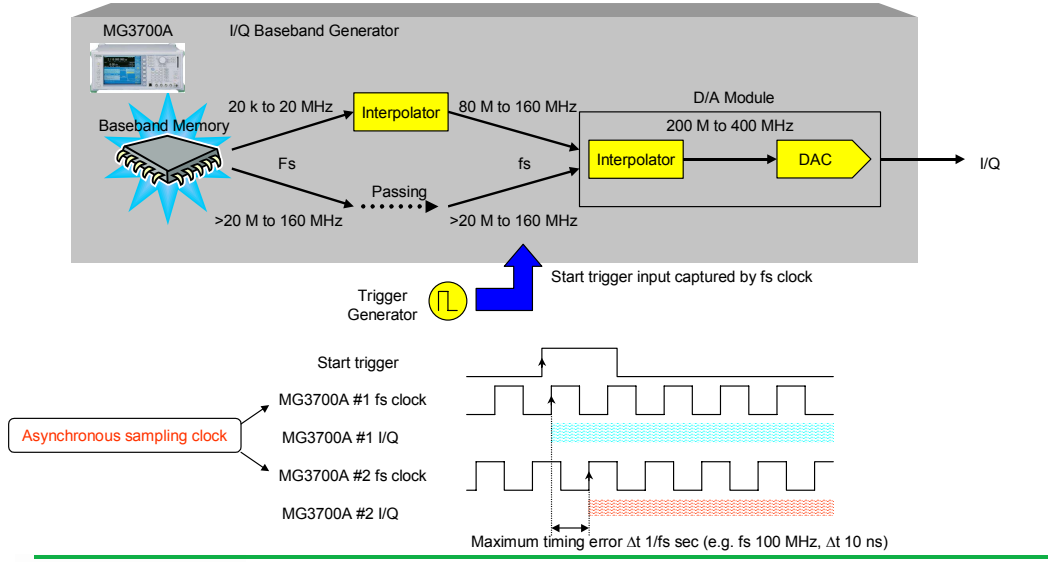 MG3700A
I/Q Baseband Generator
Baseband Memory
20 k to 20 MHz
Interpolator
80 M to 160 MHz
D/A Module
200 M to 400 MHz
Interpolator
DAC
I/Q
Fs
Passing
fs
>20 M to 160 MHz
>20 M to 160 MHz
Start trigger input captured by fs clock
Trigger
Generator
Start trigger
MG3700A #1 fs clock
Asynchronous sampling clock
MG3700A #1 I/Q
MG3700A #2 fs clock
MG3700A #2 I/Q
Maximum timing error Δt 1/fs sec (e.g. fs 100 MHz, Δt 10 ns)